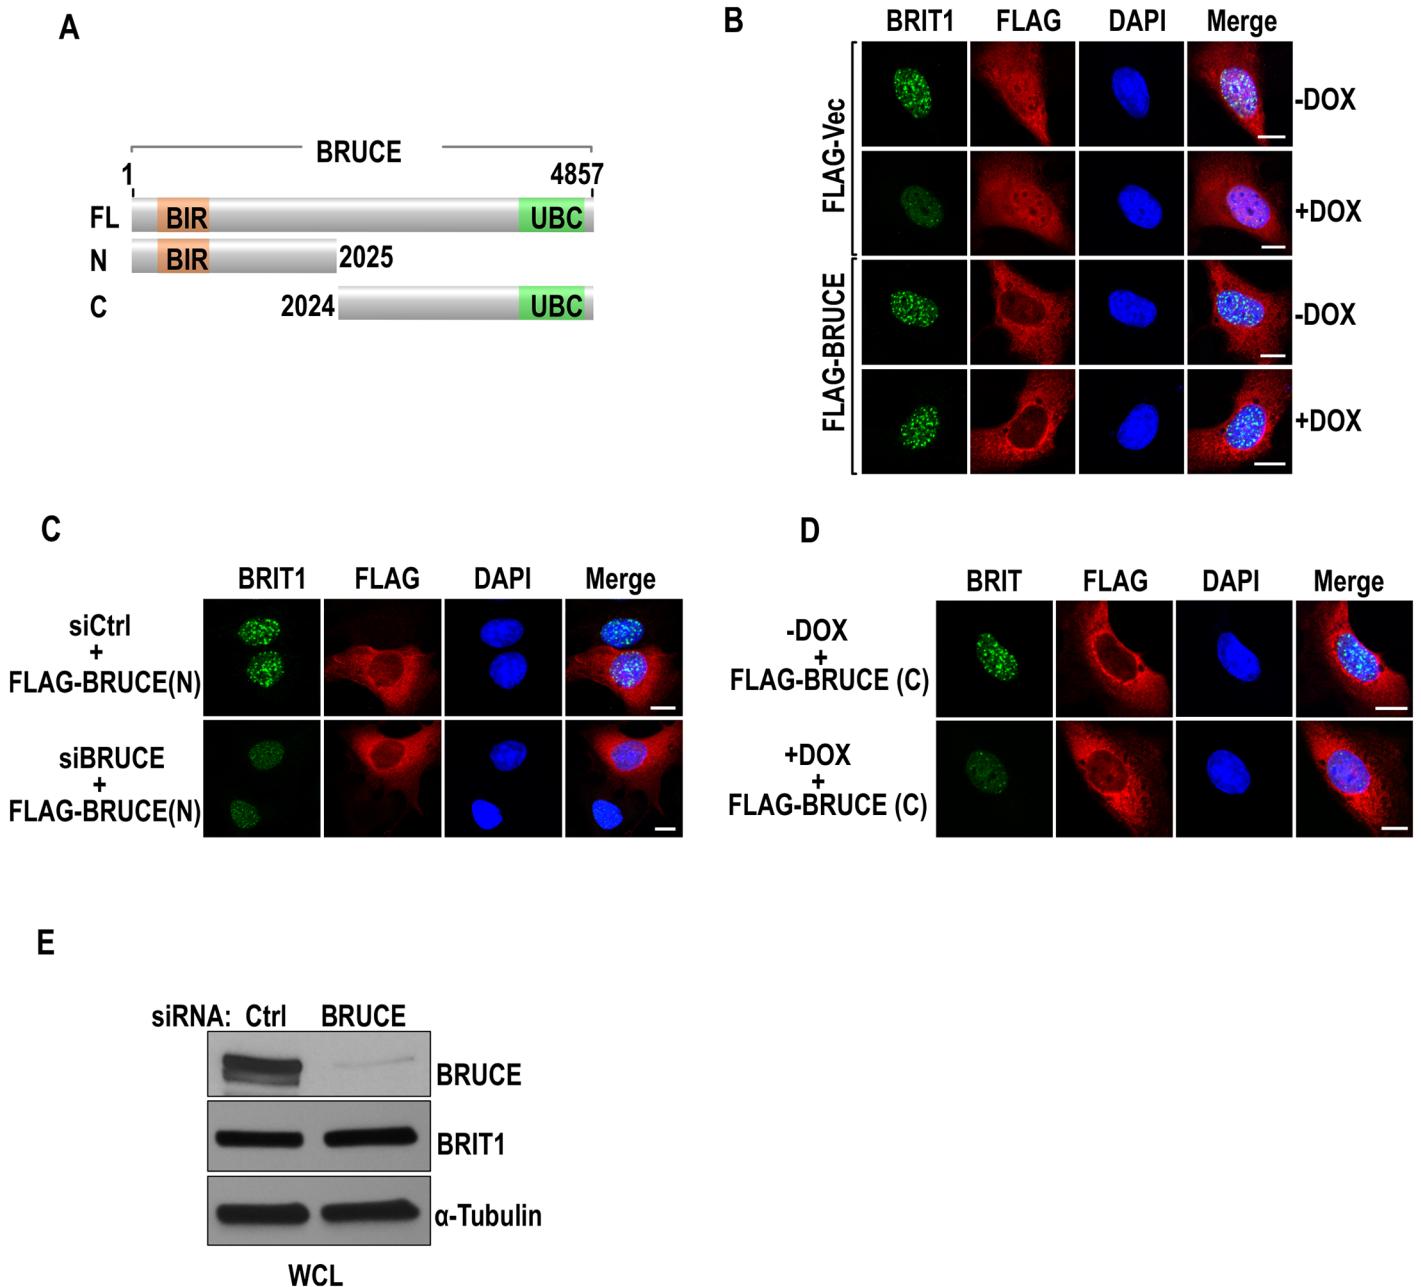 A
BRUCE
1 4857
FL BIR UBC
N BIR 2025
C 2024 UBC
B
BRIT1 FLAG DAPI Merge
FLAG-Vec
-DOX
+DOX
FLAG-BRUCE
-DOX
+DOX
C
BRIT1 FLAG DAPI Merge
siCtrl
+
FLAG-BRUCE(N)
siBRUCE
+
FLAG-BRUCE(N)
D
BRIT FLAG DAPI Merge
-DOX
+
FLAG-BRUCE (C)
+DOX
+
FLAG-BRUCE (C)
E
siRNA: Ctrl BRUCE
BRUCE
BRIT1
α-Tubulin
WCL